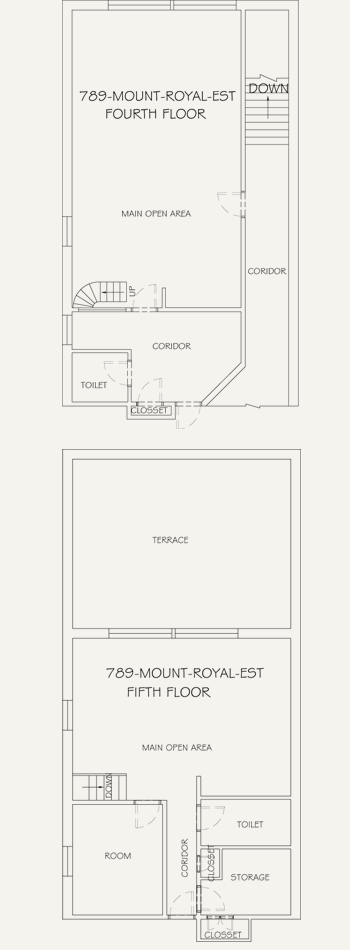 789-MOUNT-ROYAL-EST
FOURTH FLOOR
DOWN
MAIN OPEN AREA
CORIDOR
UP
CORIDOR
TOILET
CLOSSET
TERRACE
789-MOUNT-ROYAL-EST
FIFTH FLOOR
MAIN OPEN AREA
DOWN
TOILET
ROOM
CORIDOR
CLOSSET
STORAGE
CLOSSET